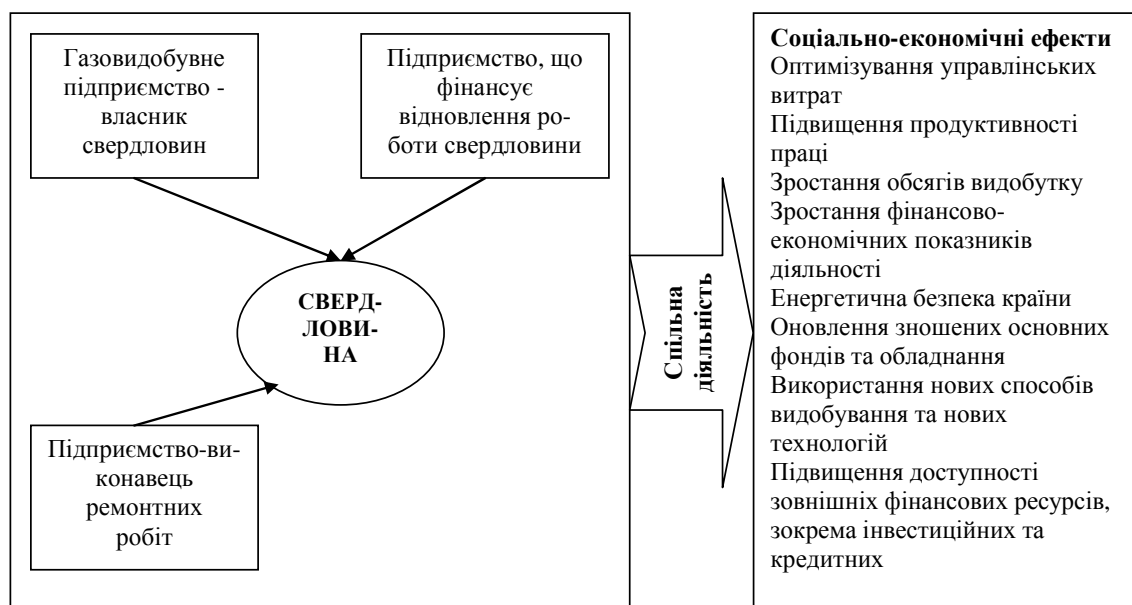 Газовидобувне
підприємство -
власник
свердловин
Підприємство, що
фінансує
відновлення ро-
боти свердловини
СВЕРД-
ЛОВИ-
НА
Підприємство-ви-
конавець
ремонтних
робіт
Спільна
діяльність
Соціально-економічні ефекти
Оптимізування управлінських
витрат
Підвищення продуктивності
праці
Зростання обсягів видобутку
Зростання фінансово-
економічних показників
діяльності
Енергетична безпека країни
Оновлення зношених основних
фондів та обладнання
Використання нових способів
видобування та нових
технологій
Підвищення доступності
зовнішніх фінансових ресурсів,
зокрема інвестиційних та
кредитних